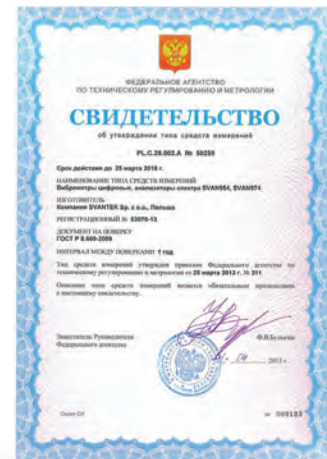 ФЕДЕРАЛЬНОЕ АГЕНТСТВО
ПО ТЕХНИЧЕСКОМУ РЕГУЛИРОВАНИЮ И МЕТРОЛОГИИ
СВИДЕТЕЛЬСТВО
об утверждении типа средств измерений
PL.C.28.002.A № 50259
Срок действия до 25 марта 2018 г.
НАИМЕНОВАНИЕ ТИПА СРЕДСТВ ИЗМЕРЕНИЙ
Виброметры цифровые, анализаторы спектра SVAN954, SVAN974
ИЗГОТОВИТЕЛЬ
Компания SVANTEK Sp. z o.o., Польша
РЕГИСТРАЦИОННЫЙ № 53070-13
ДОКУМЕНТ НА ПОВЕРКУ
ГОСТ Р 8.669-2009
ИНТЕРВАЛ МЕЖДУ ПОВЕРКАМИ 1 год
Тип средств измерений утвержден приказом Федерального агентства по
техническому регулированию и метрологии от 25 марта 2013 г. № 311
Описание типа средств измерений является обязательным приложением
к настоящему свидетельству.
Заместитель Руководителя
Федерального агентства
Ф.В.Булыгин
2013 г.
Серия СИ
№ 009193